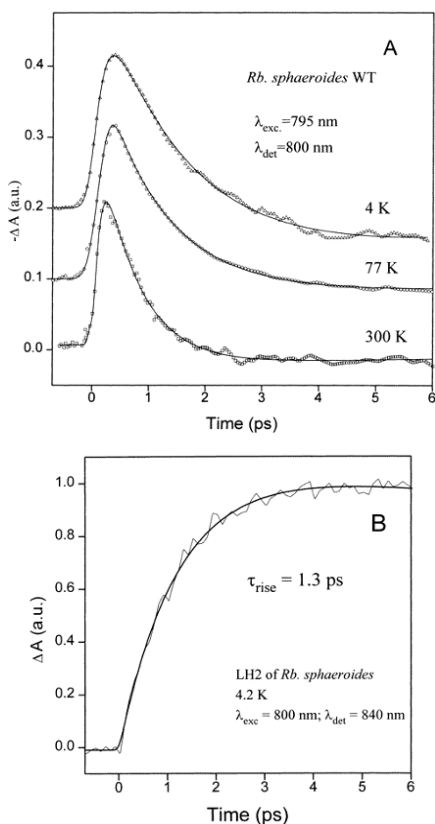 A
Rb. sphaeroides WT
λexc.=795 nm
λdet=800 nm
-ΔA (a.u.)
0.4
0.3
0.2
0.1
0.0
4 K
77 K
300 K
0 1 2 3 4 5 6
Time (ps)
B
ΔA (a.u.)
1.0
0.8
0.6
0.4
0.2
0.0
τrise = 1.3 ps
LH2 of Rb. sphaeroides
4.2 K
λexc = 800 nm; λdet = 840 nm
0 1 2 3 4 5 6
Time (ps)